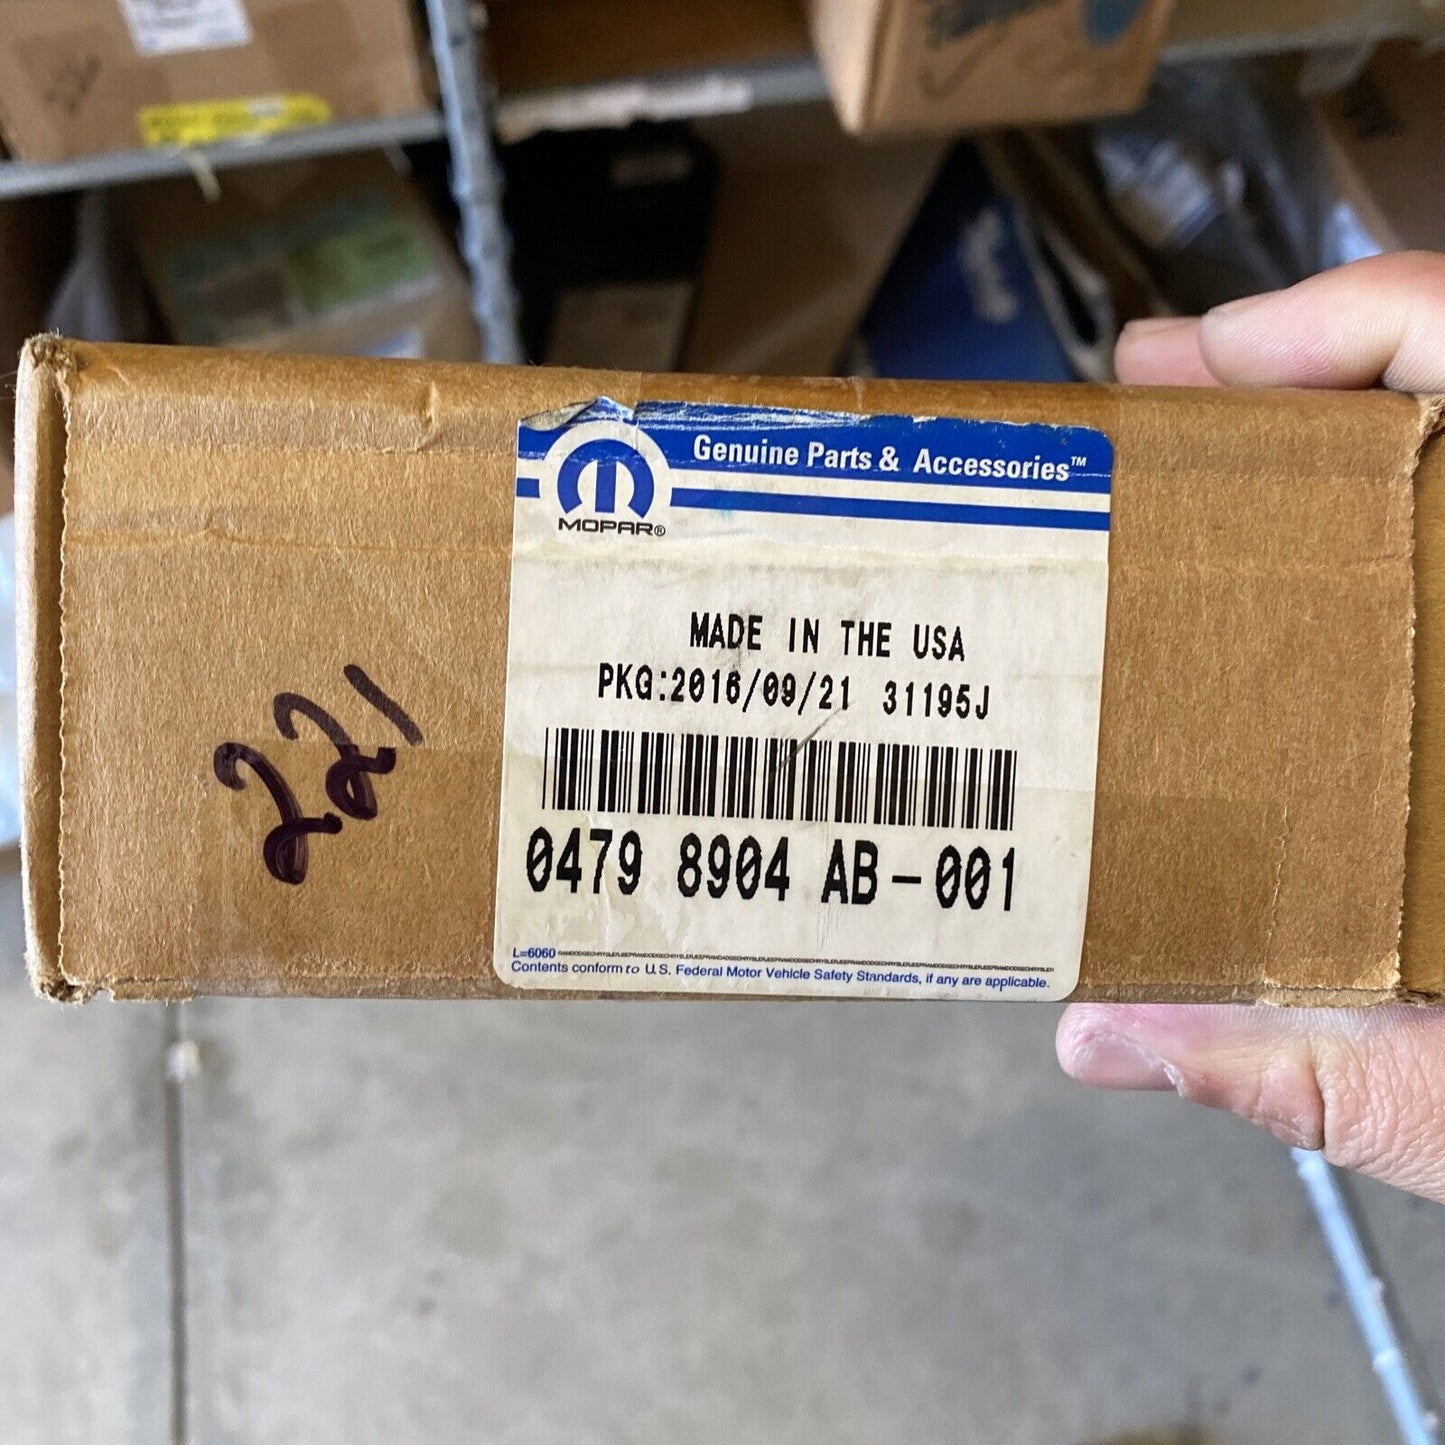 Genuine Parts & Accessories™
MOPAR®
MADE IN THE USA
PKG:2016/09/21 31195J
221
0479 8904 AB-001
L=6060
Contents conform to U.S. Federal Motor Vehicle Safety Standards, if any are applicable.